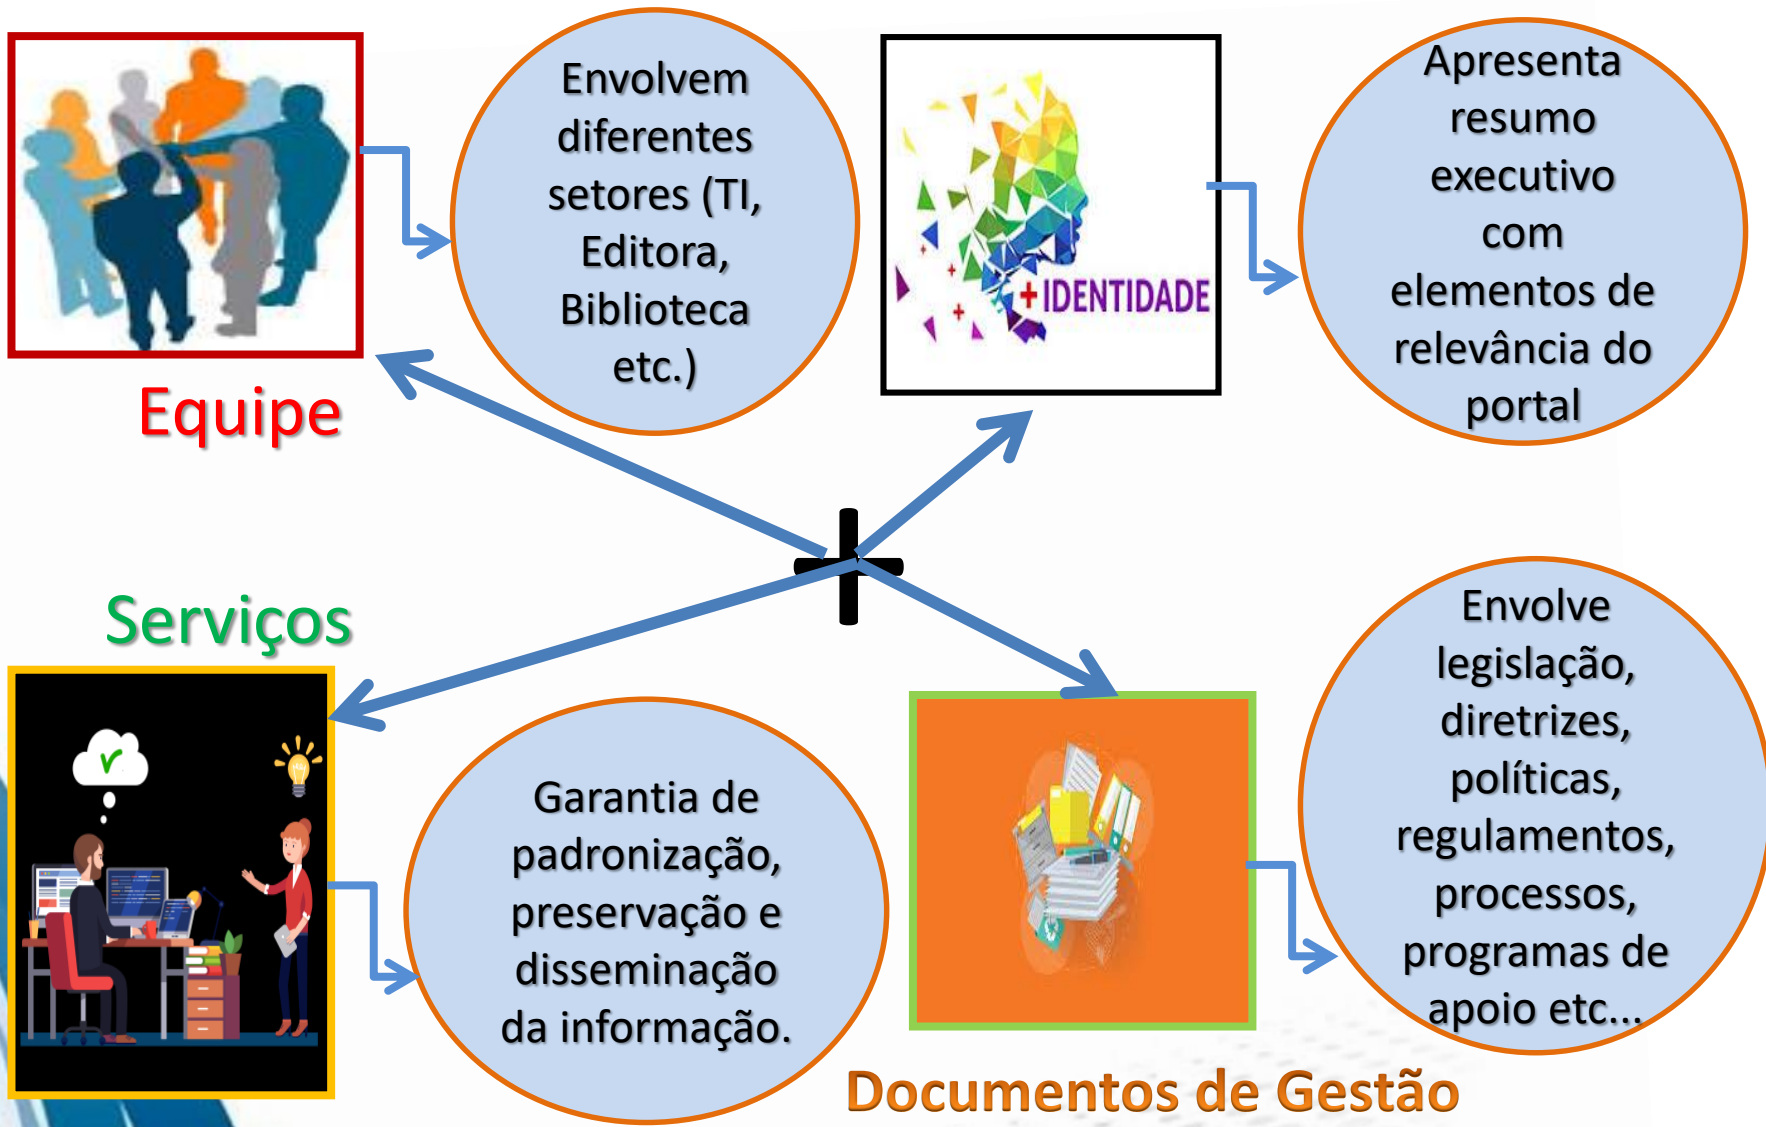 Envolvem
diferentes
setores (TI,
Editora,
Biblioteca
etc.)
Equipe
+IDENTIDADE
Apresenta
resumo
executivo
com
elementos de
relevância do
portal
Serviços
Garantia de
padronização,
preservação e
disseminação
da informação.
Documentos de Gestão
Envolve
legislação,
diretrizes,
políticas,
regulamentos,
processos,
programas de
apoio etc...